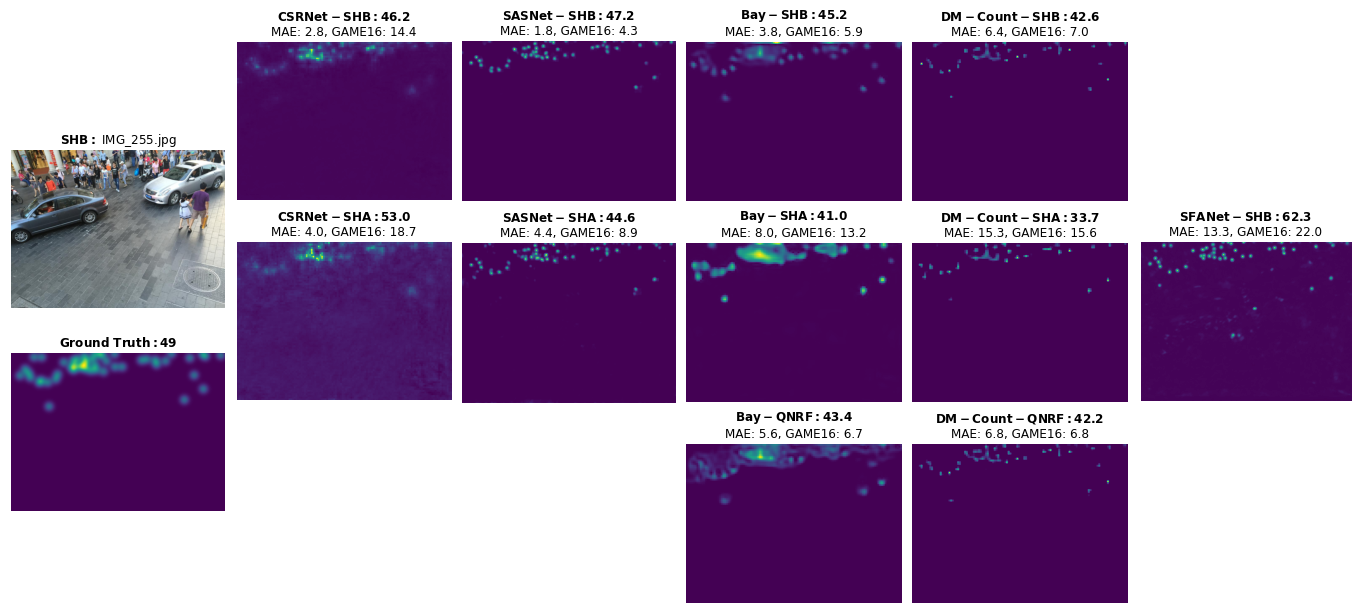 CSRNet−SHB: 46.2
MAE: 2.8, GAME16: 14.4
SASNet−SHB: 47.2
MAE: 1.8, GAME16: 4.3
Bay−SHB: 45.2
MAE: 3.8, GAME16: 5.9
DM−Count−SHB: 42.6
MAE: 6.4, GAME16: 7.0
SHB: IMG_255.jpg
CSRNet−SHA: 53.0
MAE: 4.0, GAME16: 18.7
SASNet−SHA: 44.6
MAE: 4.4, GAME16: 8.9
Bay−SHA: 41.0
MAE: 8.0, GAME16: 13.2
DM−Count−SHA: 33.7
MAE: 15.3, GAME16: 15.6
SFANet−SHB: 62.3
MAE: 13.3, GAME16: 22.0
Ground Truth: 49
Bay−QNRF: 43.4
MAE: 5.6, GAME16: 6.7
DM−Count−QNRF: 42.2
MAE: 6.8, GAME16: 6.8